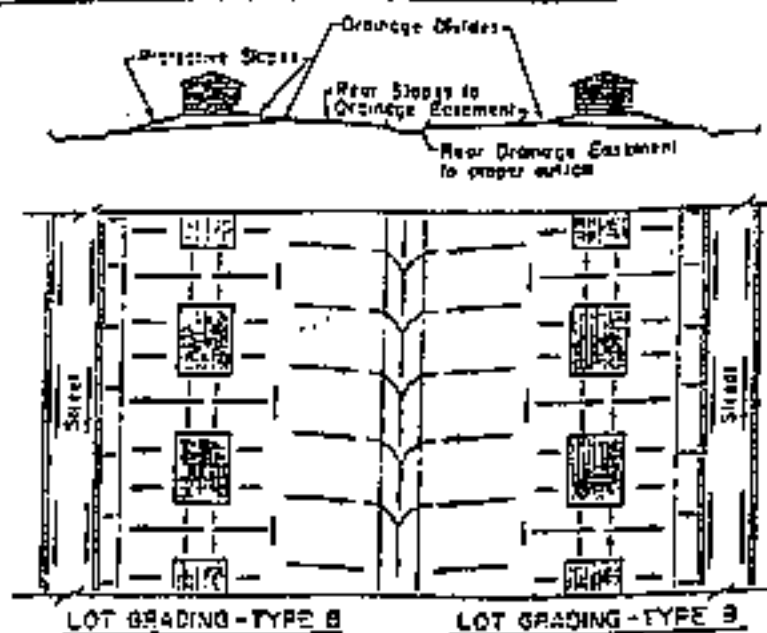 Drainage Divides
Protective Slopes
Rear Slopes to
Drainage Easement
Rear Drainage Easement
to proper outlet
Street
Street
LOT GRADING-TYPE B
LOT GRADING-TYPE B